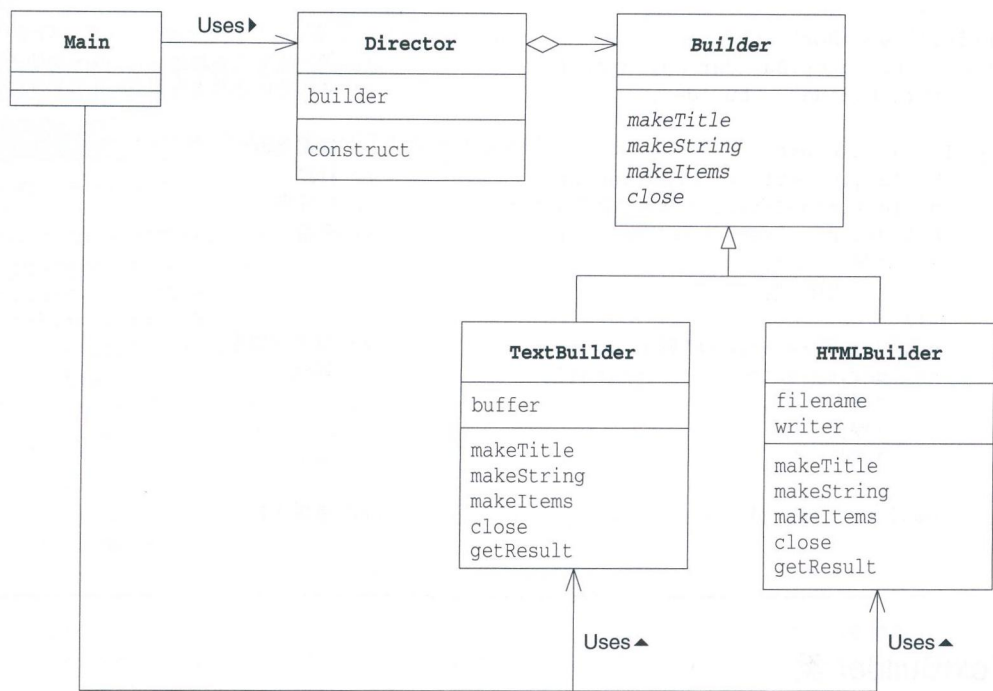 Main
Uses▶
Director
builder
construct
Builder
makeTitle
makeString
makeItems
close
TextBuilder
buffer
makeTitle
makeString
makeItems
close
getResult
HTMLBuilder
filename
writer
makeTitle
makeString
makeItems
close
getResult
Uses▲
Uses▲